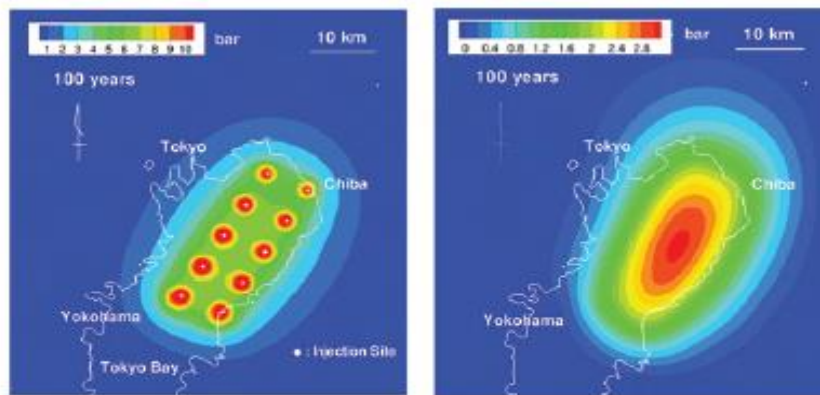 bar
10 km
1 2 3 4 5 6 7 8 9 10
100 years
Tokyo
Chiba
Yokohama
Tokyo Bay
: Injection Site
bar
10 km
0 0.4 0.8 1.2 1.6 2 2.4 2.8
100 years
Tokyo
Chiba
Yokohama